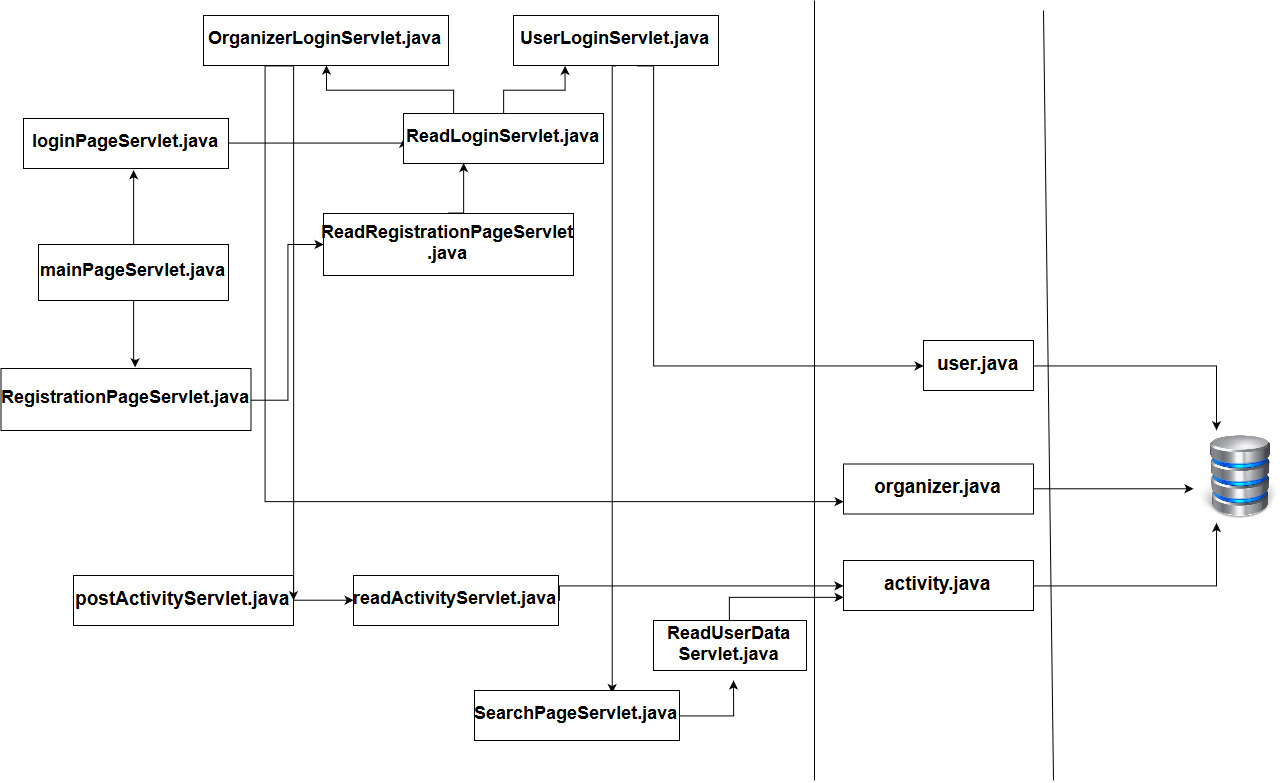 OrganizerLoginServlet.java
UserLoginServlet.java
loginPageServlet.java
ReadLoginServlet.java
ReadRegistrationPageServlet
.java
mainPageServlet.java
RegistrationPageServlet.java
user.java
organizer.java
activity.java
postActivityServlet.java
readActivityServlet.java
ReadUserData
Servlet.java
SearchPageServlet.java